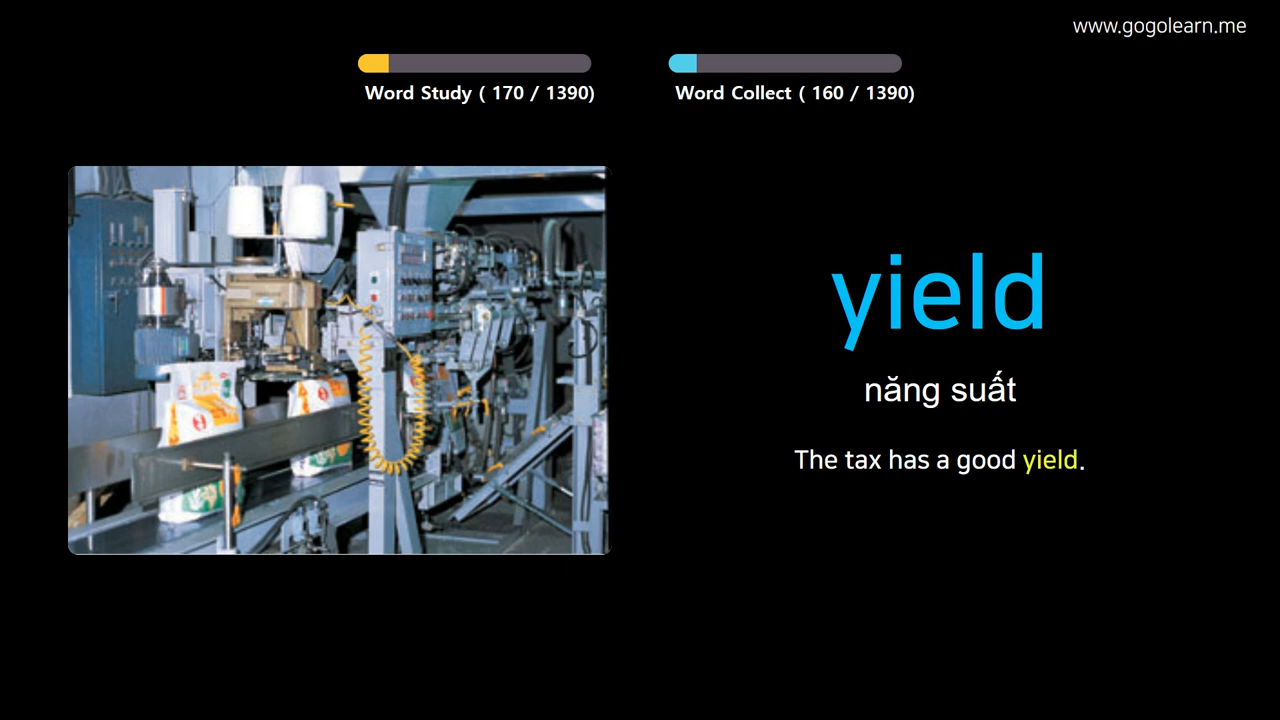 www.gogolearn.me
Word Study ( 170 / 1390)
Word Collect ( 160 / 1390)
yield
năng suất
The tax has a good yield.